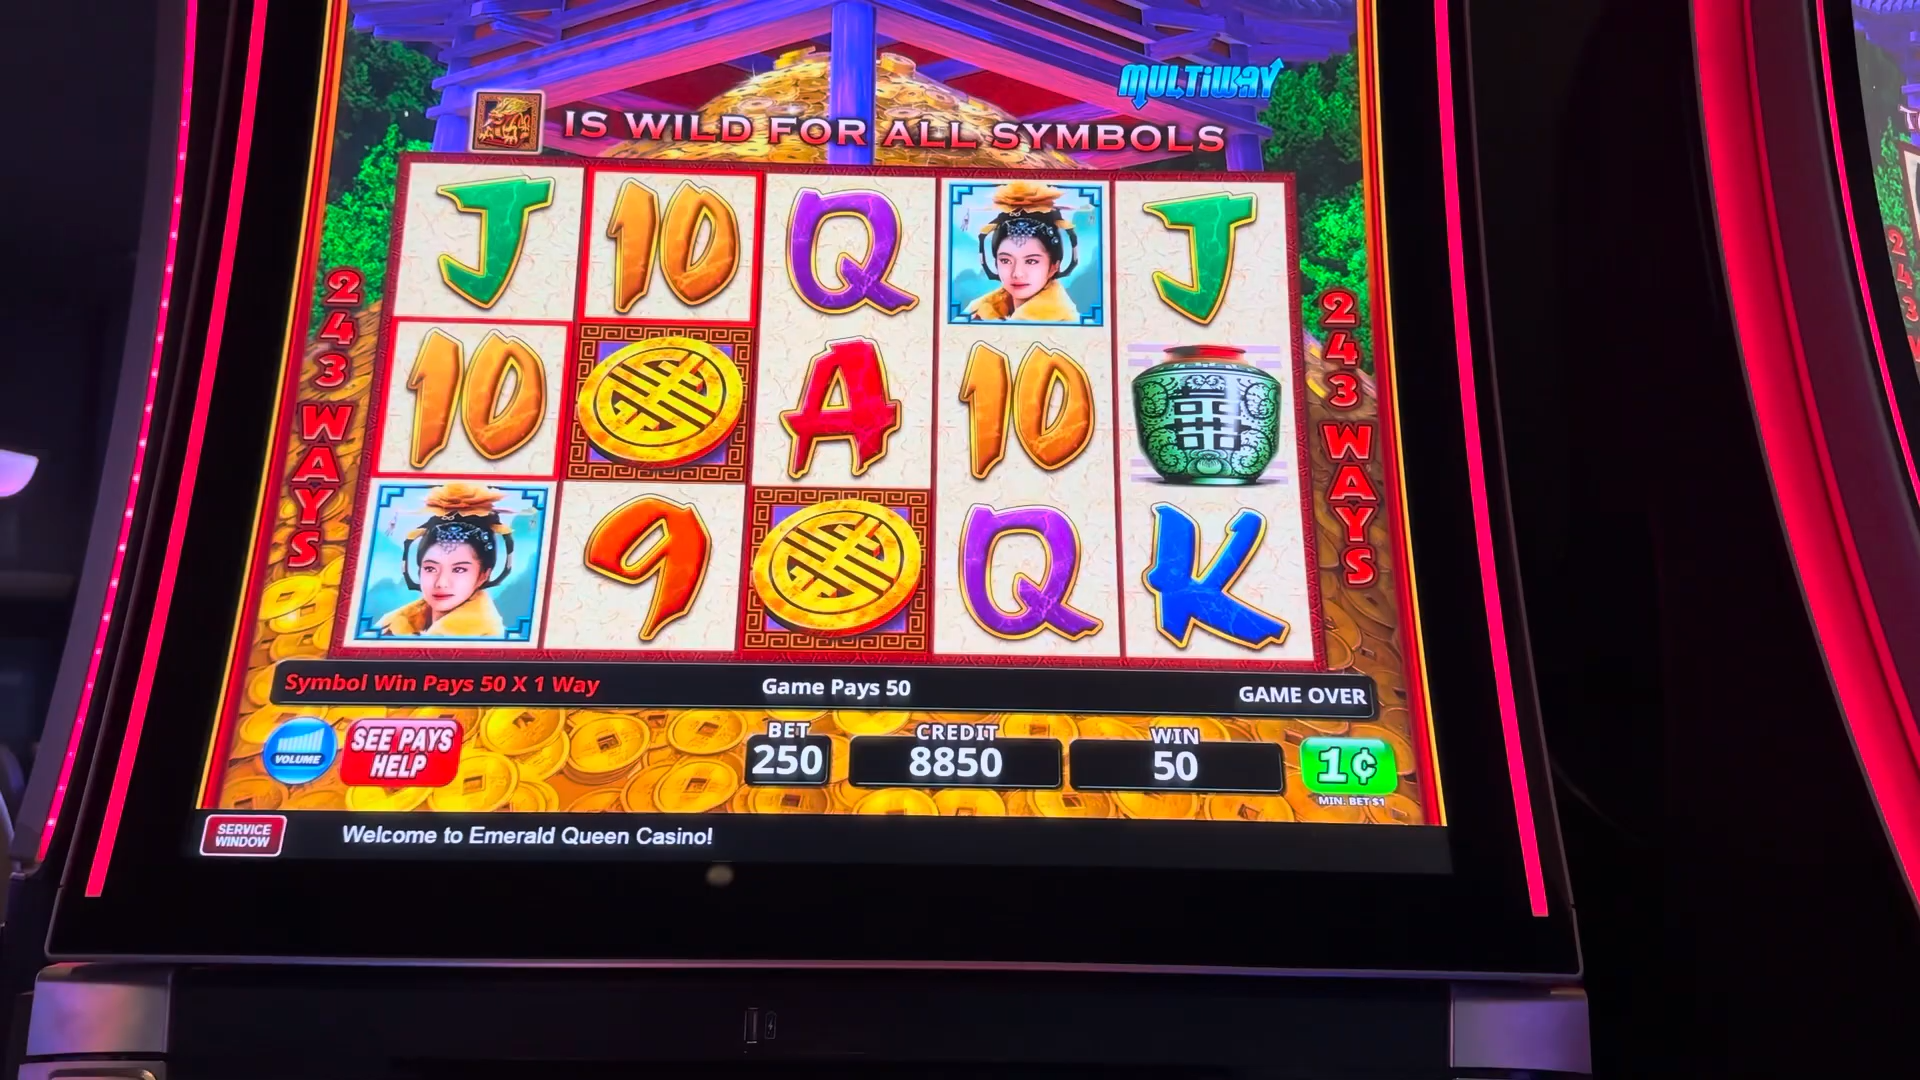 MULTIWAY
IS WILD FOR ALL SYMBOLS
J 10 Q J
10 A 10
9 Q K
243 WAYS
243 WAYS
Symbol Win Pays 50 X 1 Way
Game Pays 50
GAME OVER
VOLUME
SEE PAYS
HELP
BET
250
CREDIT
8850
WIN
50
1¢
MIN. BET $1
SERVICE
WINDOW
Welcome to Emerald Queen Casino!